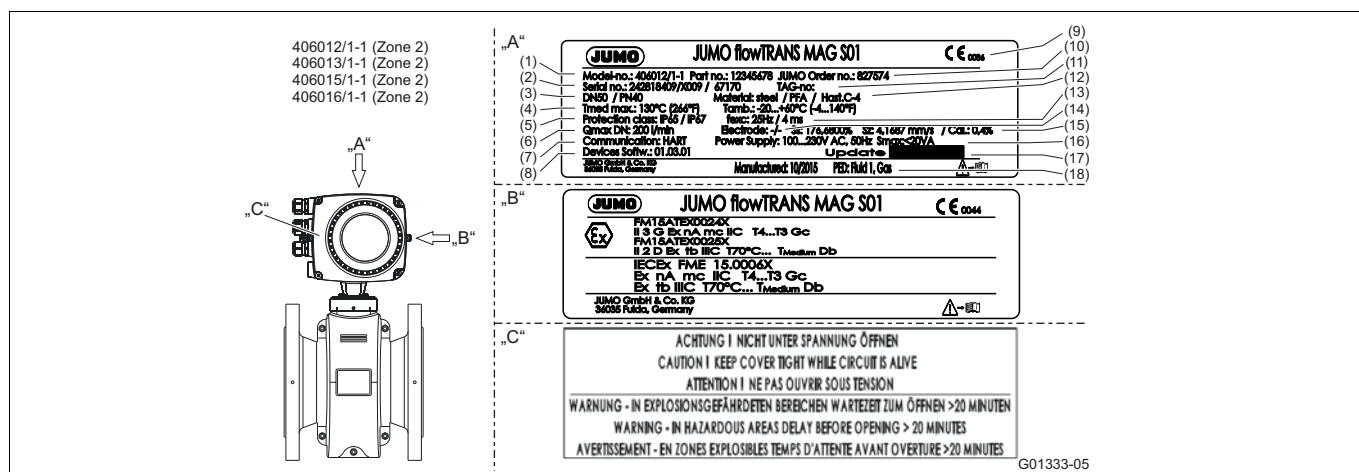 406012/1-1 (Zone 2)
406013/1-1 (Zone 2)
406015/1-1 (Zone 2)
406016/1-1 (Zone 2)
„A“
„C“
„B“
„A“
JUMO JUMO flowTRANS MAG S01 CE 0036
(1) Model-no.: 406012/1-1 Part no.: 12345678 JUMO Order no.: 827574
(2) Serial no.: 242818409/X009 / 67170 TAG-no:
(3) DN50 / PN40 Material: steel / PFA / Hast.C-4
(4) Tmed max.: 130°C (266°F) Tamb.: -20...+60°C (-4...140°F)
(5) Protection class: IP65 / IP67 fexc: 25Hz / 4 ms
(6) Qmax DN: 200 l/min Electrode: -/- Ss: 176,6800% Sz: 4,1687 mm/s / Cal.: 0,4%
(7) Communication: HART Power Supply: 100...230V AC, 50Hz Smax:<20VA
(8) Devices Softw.: 01.03.01 Update
JUMO GmbH & Co. KG
36035 Fulda, Germany Manufactured: 10/2015 PED: Fluid 1, Gas
(9)
(10)
(11)
(12)
(13)
(14)
(15)
(16)
(17)
(18)
„B“
JUMO JUMO flowTRANS MAG S01 CE 0044
Ex
FM15ATEX0024X
II 3 G Ex nA mc IIC T4...T3 Gc
FM15ATEX0025X
II 2 D Ex tb IIIC T70°C... TMedium Db
IECEx FME 15.0006X
Ex nA mc IIC T4...T3 Gc
Ex tb IIIC T70°C... TMedium Db
JUMO GmbH & Co. KG
36035 Fulda, Germany
„C“
ACHTUNG ! NICHT UNTER SPANNUNG ÖFFNEN
CAUTION ! KEEP COVER TIGHT WHILE CIRCUIT IS ALIVE
ATTENTION ! NE PAS OUVRIR SOUS TENSION
WARNUNG - IN EXPLOSIONSGEFÄHRDETEN BEREICHEN WARTEZEIT ZUM ÖFFNEN >20 MINUTEN
WARNING - IN HAZARDOUS AREAS DELAY BEFORE OPENING > 20 MINUTES
AVERTISSEMENT - EN ZONES EXPLOSIBLES TEMPS D'ATTENTE AVANT OVERTURE >20 MINUTES
G01333-05